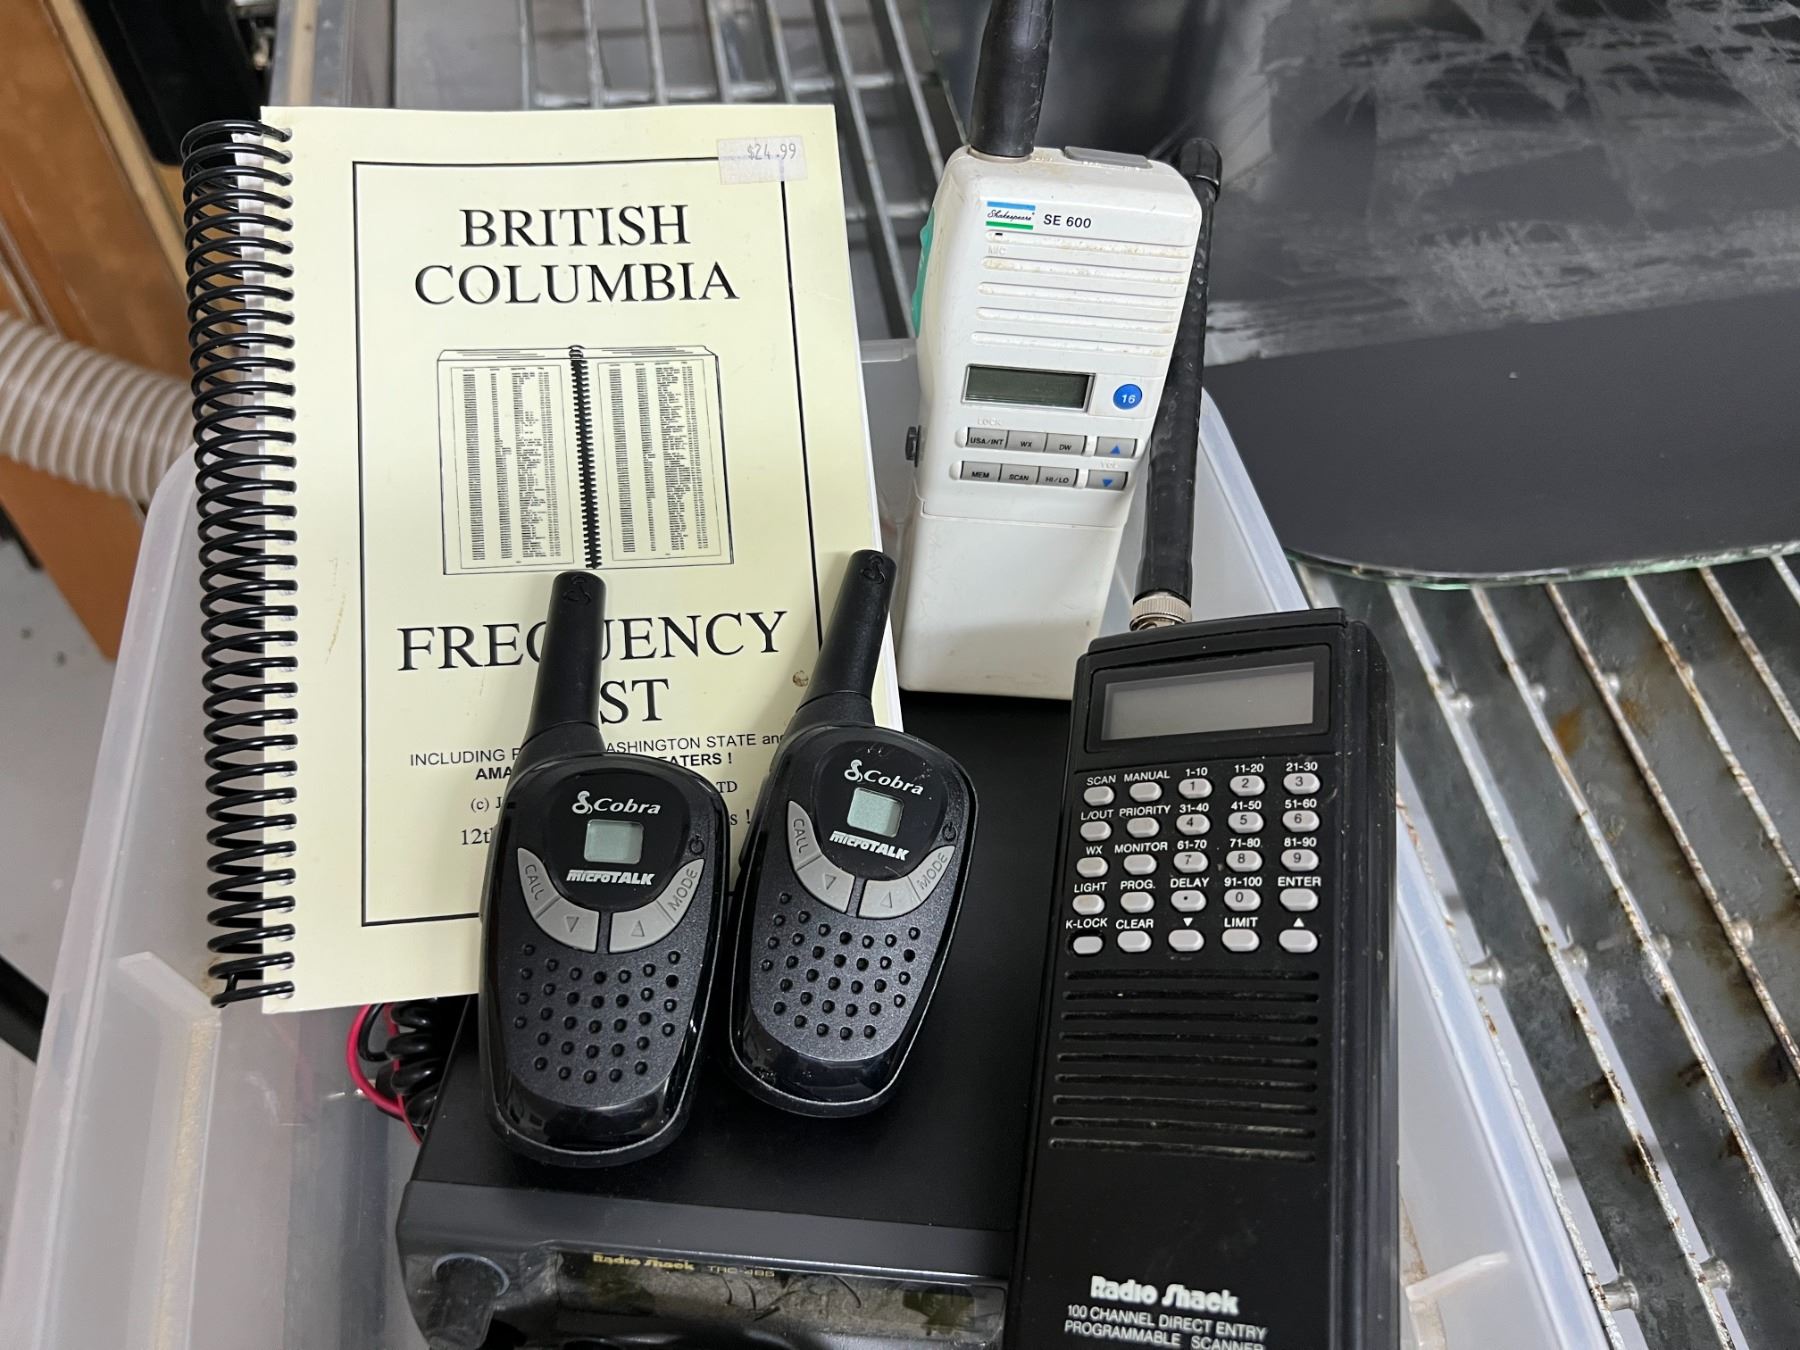 $24.99
BRITISH
COLUMBIA
FREQUENCY
ST
INCLUDING ASHINGTON STATE and
AMA EATERS !
(c) J TD
12th s !
Shakespeare SE 600
MIC
16
LOCK
USA/INT WX DW ▲
VOL
MEM SCAN HI/LO ▼
Cobra
microTALK
CALL MODE
Cobra
microTALK
CALL MODE
SCAN MANUAL 1-10 11-20 21-30
1 2 3
L/OUT PRIORITY 31-40 41-50 51-60
4 5 6
WX MONITOR 61-70 71-80 81-90
7 8 9
LIGHT PROG. DELAY 91-100 ENTER
. 0
K-LOCK CLEAR ▼ LIMIT ▲
Radio Shack
100 CHANNEL DIRECT ENTRY
PROGRAMMABLE SCANNER
Radio Shack